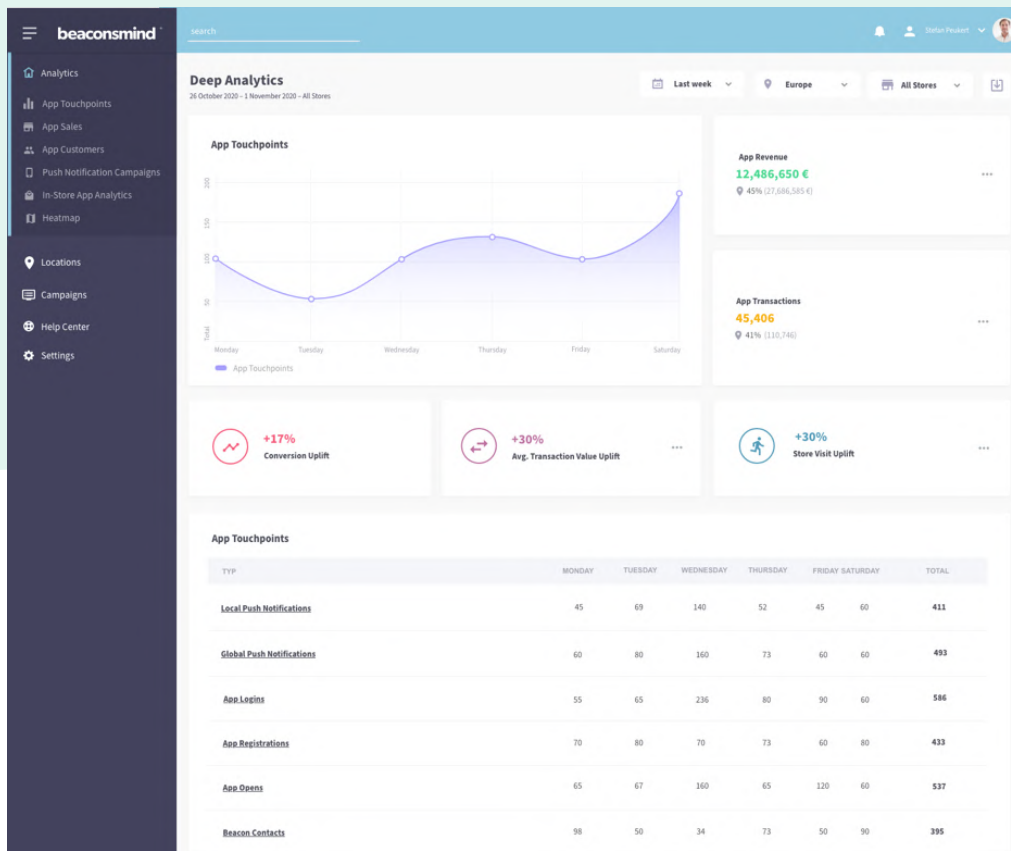 beaconsmind
search
Stefan Peukert
Analytics
App Touchpoints
App Sales
App Customers
Push Notification Campaigns
In-Store App Analytics
Heatmap
Locations
Campaigns
Help Center
Settings
Deep Analytics
26 October 2020 – 1 November 2020 – All Stores
Last week
Europe
All Stores
App Touchpoints
200
150
100
50
Total
Monday Tuesday Wednesday Thursday Friday Saturday
App Touchpoints
App Revenue
12,486,650 €
45% (27,686,585 €)
App Transactions
45,406
41% (110,746)
+17%
Conversion Uplift
+30%
Avg. Transaction Value Uplift
+30%
Store Visit Uplift
App Touchpoints
TYP MONDAY TUESDAY WEDNESDAY THURSDAY FRIDAY SATURDAY TOTAL
Local Push Notifications 45 69 140 52 45 60 411
Global Push Notifications 60 80 160 73 60 60 493
App Logins 55 65 236 80 90 60 586
App Registrations 70 80 70 73 60 80 433
App Opens 65 67 160 65 120 60 537
Beacon Contacts 98 50 34 73 50 90 395